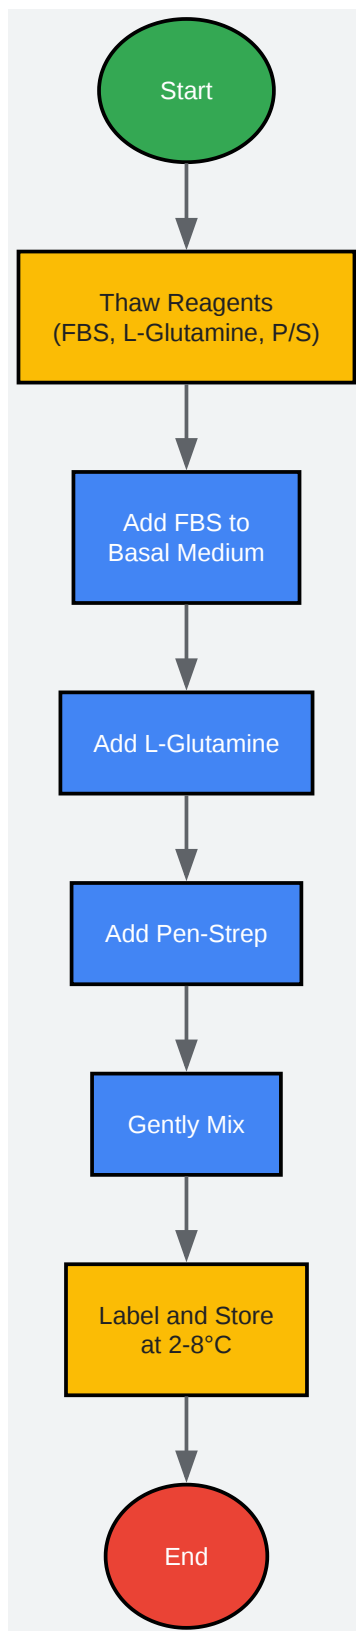 Start
Thaw Reagents
(FBS, L-Glutamine, P/S)
Add FBS to
Basal Medium
Add L-Glutamine
Add Pen-Strep
Gently Mix
Label and Store
at 2-8°C
End